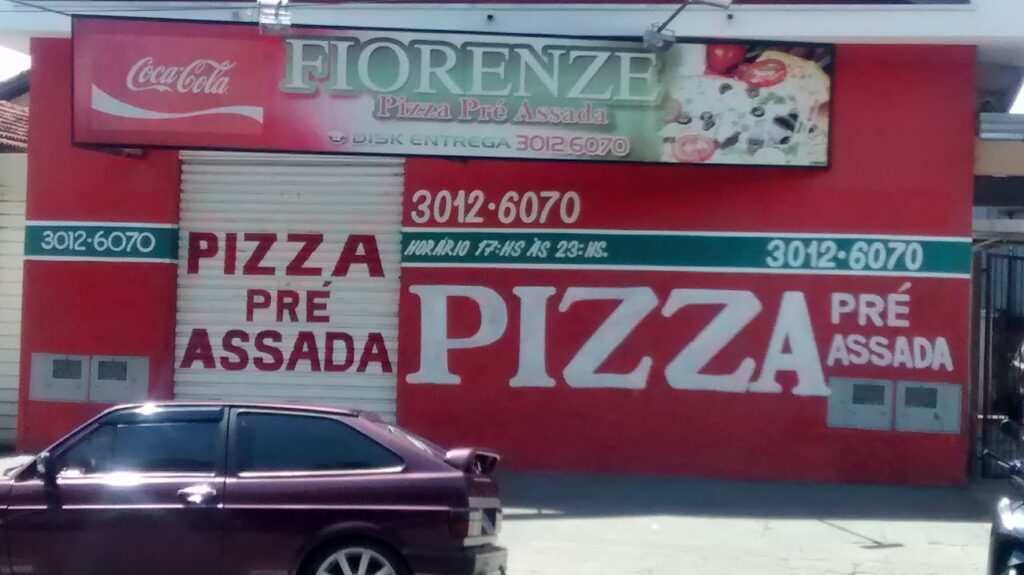 Coca-Cola
FIORENZE
Pizza Pré Assada
DISK ENTREGA 3012.6070
3012-6070
3012-6070
HORÁRIO 17:HS ÀS 23:HS.
3012-6070
PIZZA
PRÉ
ASSADA
PIZZA
PRÉ
ASSADA